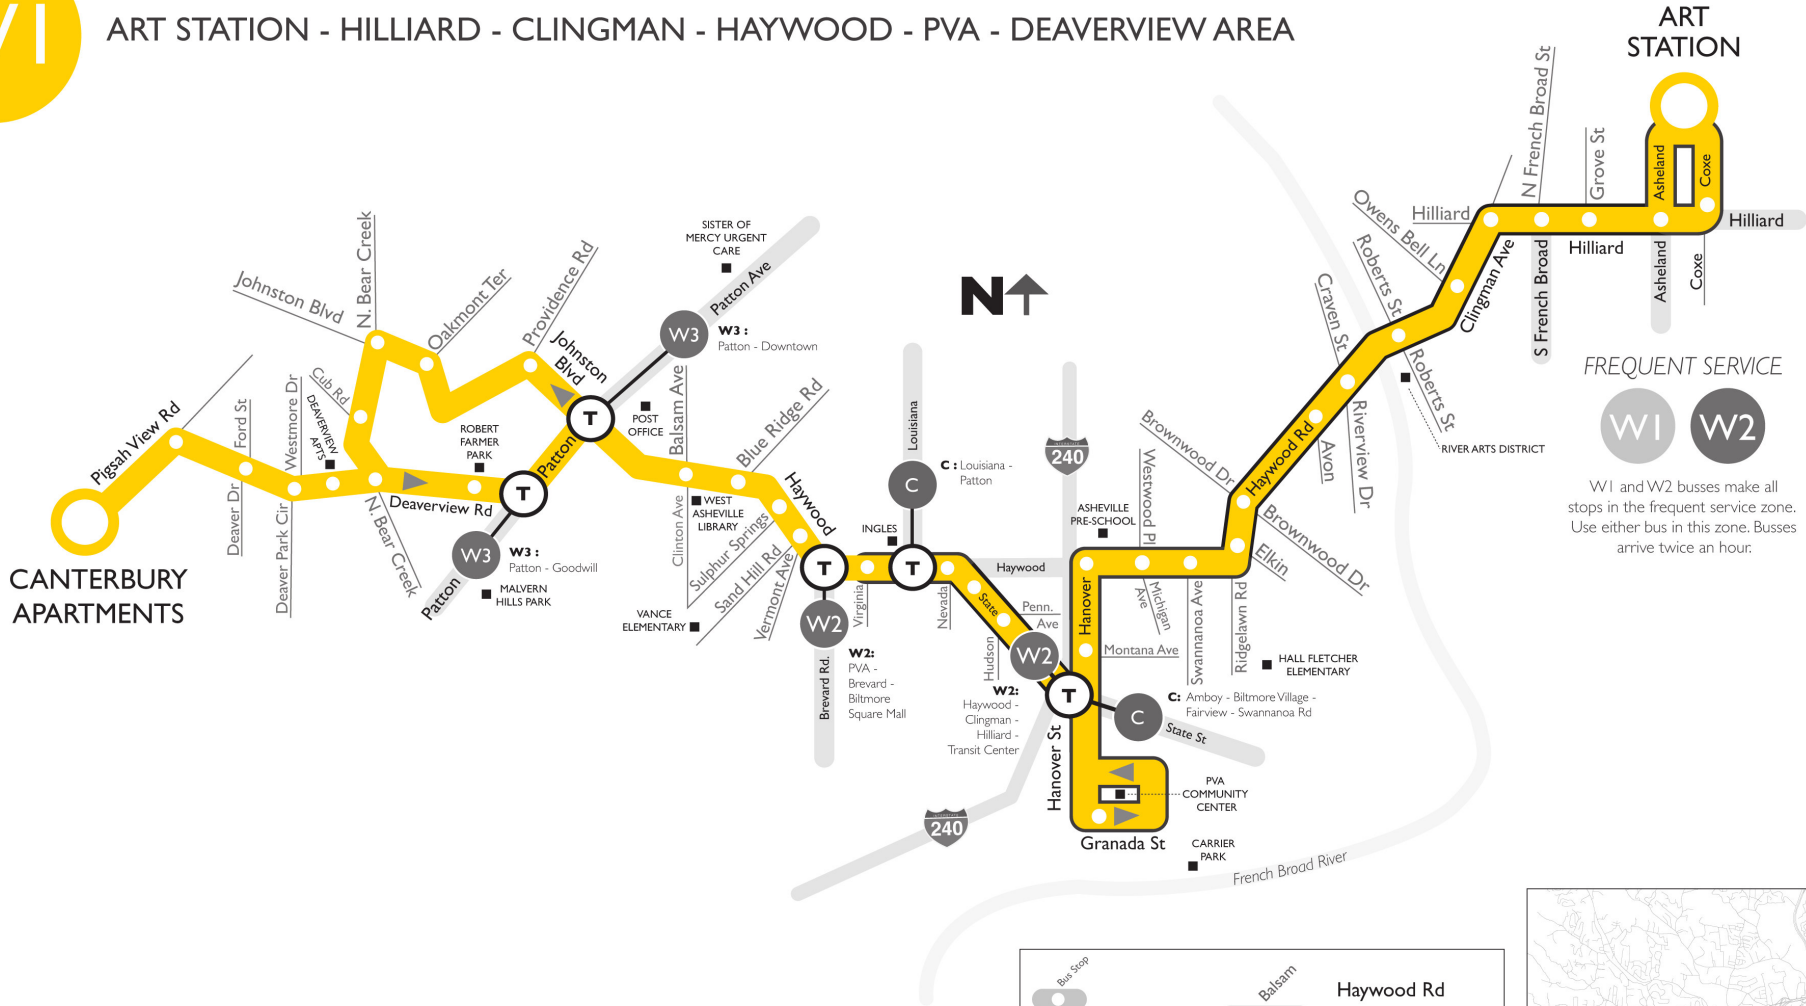 ART STATION - HILLIARD - CLINGMAN - HAYWOOD - PVA - DEAVERVIEW AREA
ART
STATION
N French Broad St
Grove St
Asheland
Coxe
Hilliard
Hilliard
Hilliard
Asheland
Coxe
S French Broad
Clingman Ave
Owens Bell Ln
Roberts St
Roberts St
Craven St
RIVER ARTS DISTRICT
Riverview Dr
Avon
Haywood Rd
Brownwood Dr
Brownwood Dr
Elkin
FREQUENT SERVICE
W1
W2
W1 and W2 busses make all
stops in the frequent service zone.
Use either bus in this zone. Busses
arrive twice an hour.
N
SISTER OF
MERCY URGENT
CARE
Patton Ave
W3
W3 :
Patton - Downtown
Johnston Blvd
N. Bear Creek
Oakmont Ter
Providence Rd
Johnston
Blvd
T
POST
OFFICE
Balsam Ave
Blue Ridge Rd
Pigsah View Rd
Ford St
Westmore Dr
Cub Rd
DEAVERVIEW
APTS
ROBERT
FARMER
PARK
Patton
T
Deaverview Rd
Deaver Dr
Deaver Park Cir
N. Bear Creek
W3
W3 :
Patton - Goodwill
Patton
MALVERN
HILLS PARK
CANTERBURY
APARTMENTS
Clinton Ave
WEST
ASHEVILLE
LIBRARY
Sulphur Springs
Sand Hill Rd
Vermont Ave
VANCE
ELEMENTARY
Haywood
T
W2
W2:
PVA -
Brevard -
Biltmore
Square Mall
Brevard Rd.
Virginia
INGLES
Louisiana
C
C : Louisiana -
Patton
T
Nevada
State
Haywood
INTERSTATE
240
Penn.
Ave
Hudson
W2
W2:
Haywood -
Clingman -
Hilliard -
Transit Center
T
Hanover
ASHEVILLE
PRE-SCHOOL
Westwood Pl
Michigan
Ave
Montana Ave
Swannanoa Ave
Ridgelawn Rd
HALL FLETCHER
ELEMENTARY
C
C: Amboy - Biltmore Village -
Fairview - Swannanoa Rd
State St
Hanover St
PVA
COMMUNITY
CENTER
Granada St
CARRIER
PARK
INTERSTATE
240
French Broad River
Bus Stop
Balsam
Haywood Rd